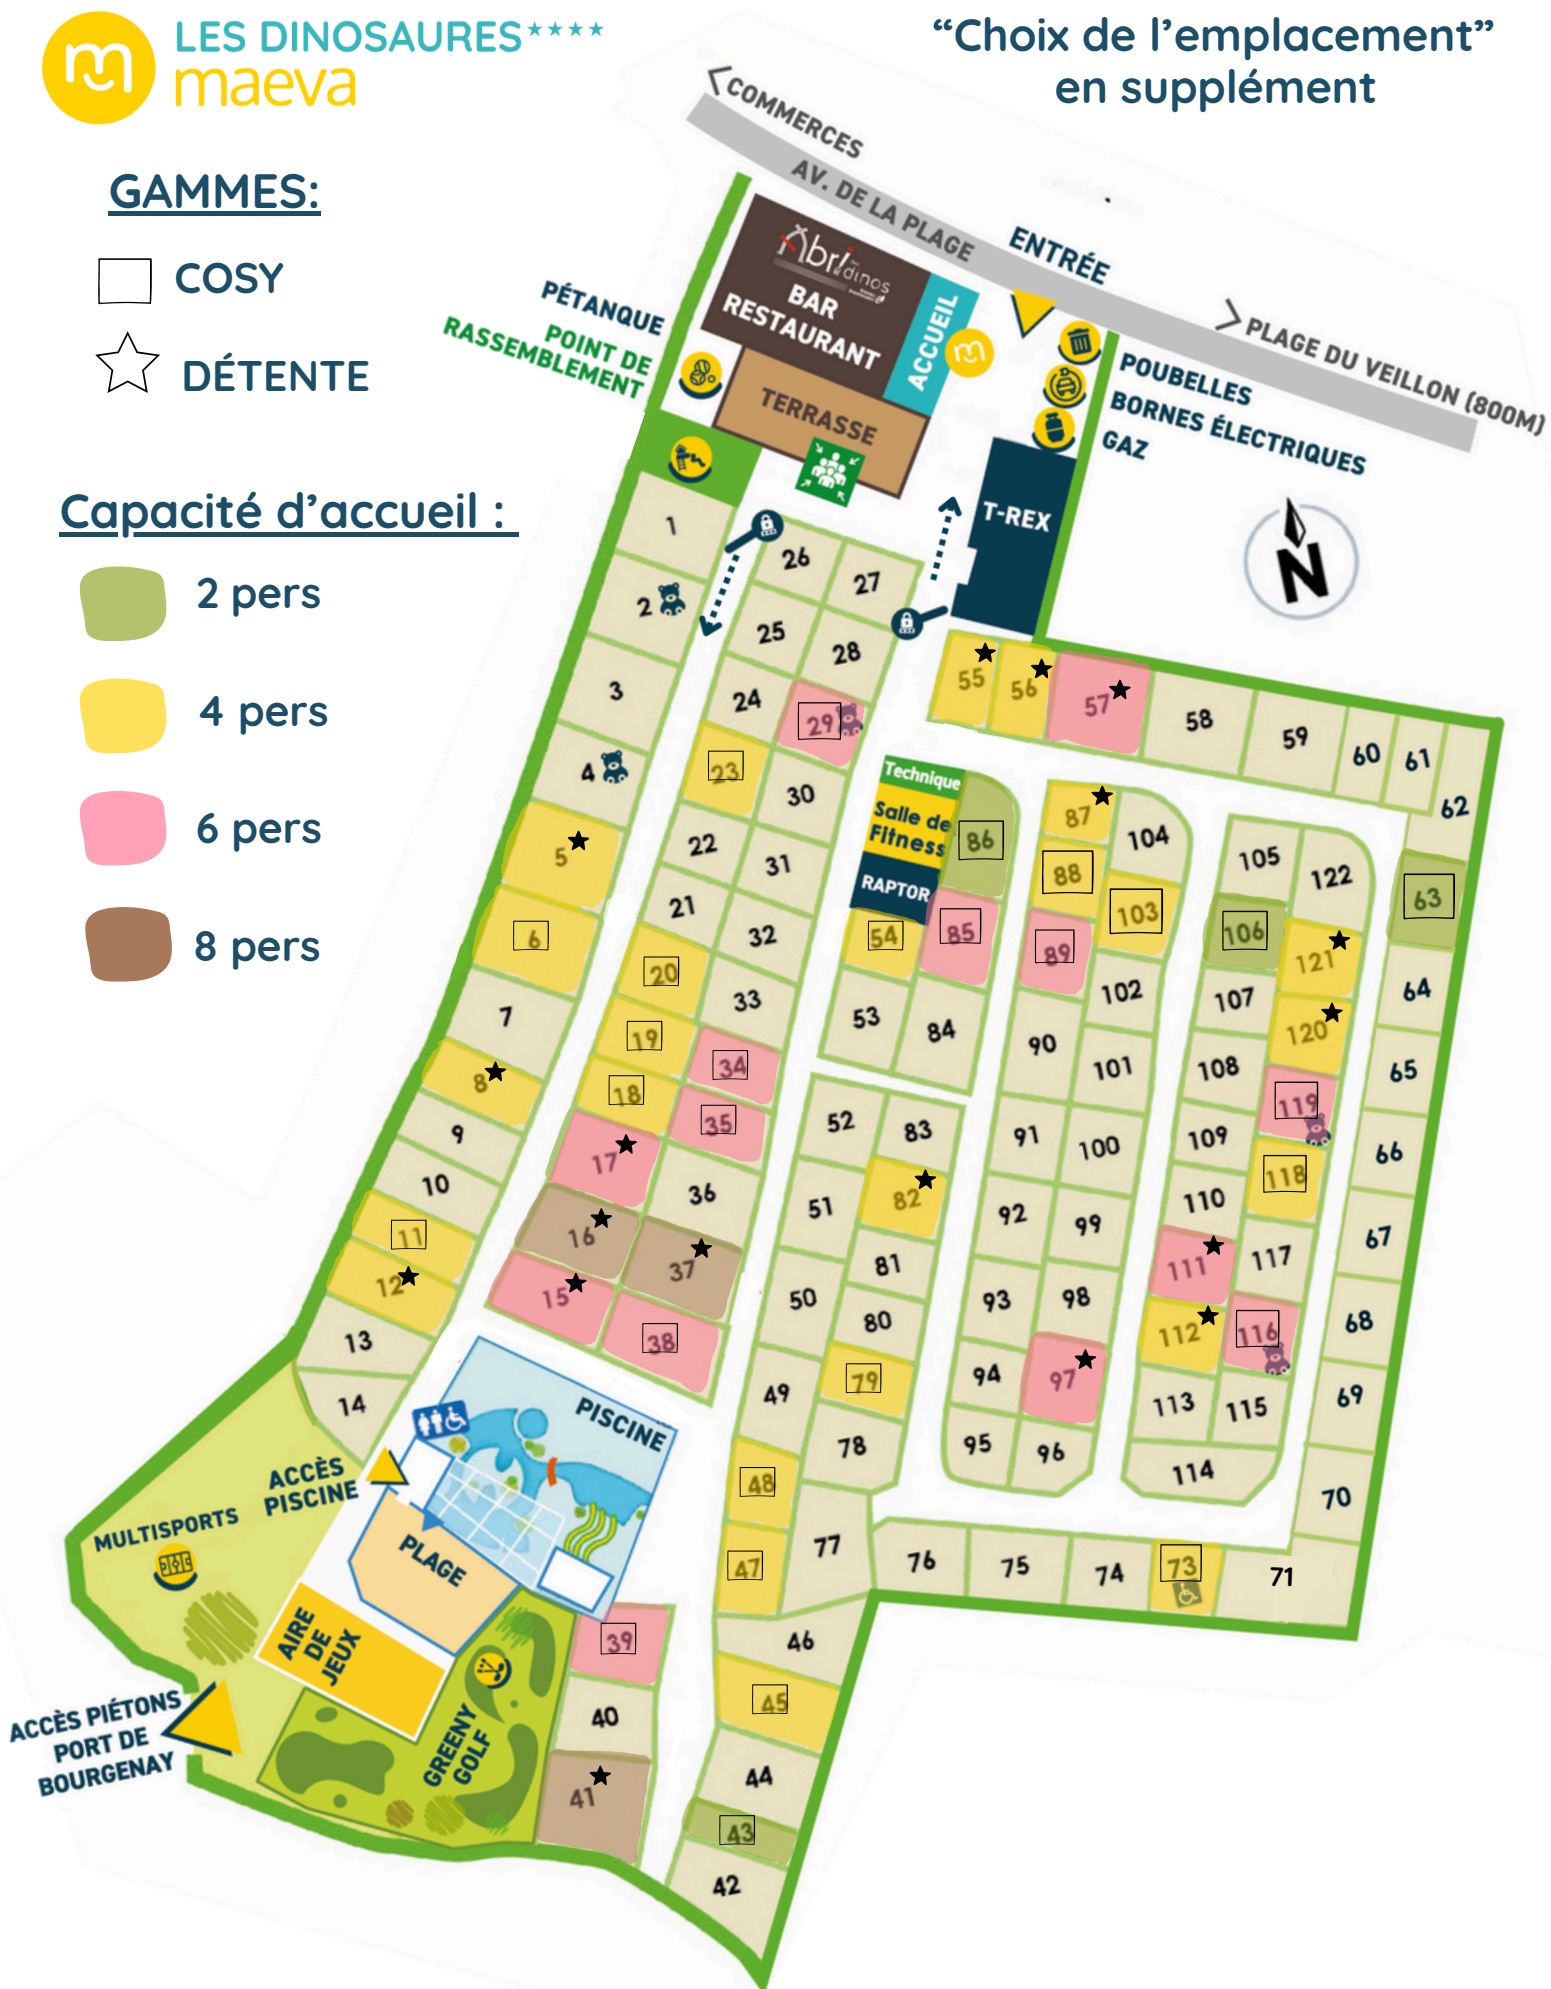 LES DINOSAURES****
maeva
“Choix de l’emplacement”
en supplément
GAMMES:
COSY
DÉTENTE
Capacité d’accueil :
2 pers
4 pers
6 pers
8 pers
COMMERCES
AV. DE LA PLAGE
ENTRÉE
PLAGE DU VEILLON (800M)
PÉTANQUE
POINT DE
RASSEMBLEMENT
Abri
dinos
BAR
RESTAURANT
ACCUEIL
TERRASSE
POUBELLES
BORNES ÉLECTRIQUES
GAZ
T-REX
N
1
2
3
4
5
6
7
8
9
10
11
12
13
14
26
27
25
28
24
29
23
30
22
31
21
32
20
33
19
34
18
35
17
36
16
37
15
38
55
56
57
58
59
60
61
62
63
64
65
66
67
68
69
70
71
Technique
Salle de
Fitness
RAPTOR
86
85
54
53
84
52
83
51
82
81
50
80
79
49
78
48
47
77
46
45
44
43
42
87
104
88
103
89
102
90
101
91
100
92
99
93
98
94
97
95
96
105
122
106
121
107
120
108
119
109
118
110
117
111
112
116
113
115
114
76
75
74
73
39
40
41
PISCINE
ACCÈS
PISCINE
MULTISPORTS
PLAGE
AIRE
DE
JEUX
GREENY
GOLF
ACCÈS PIÉTONS
PORT DE
BOURGENAY